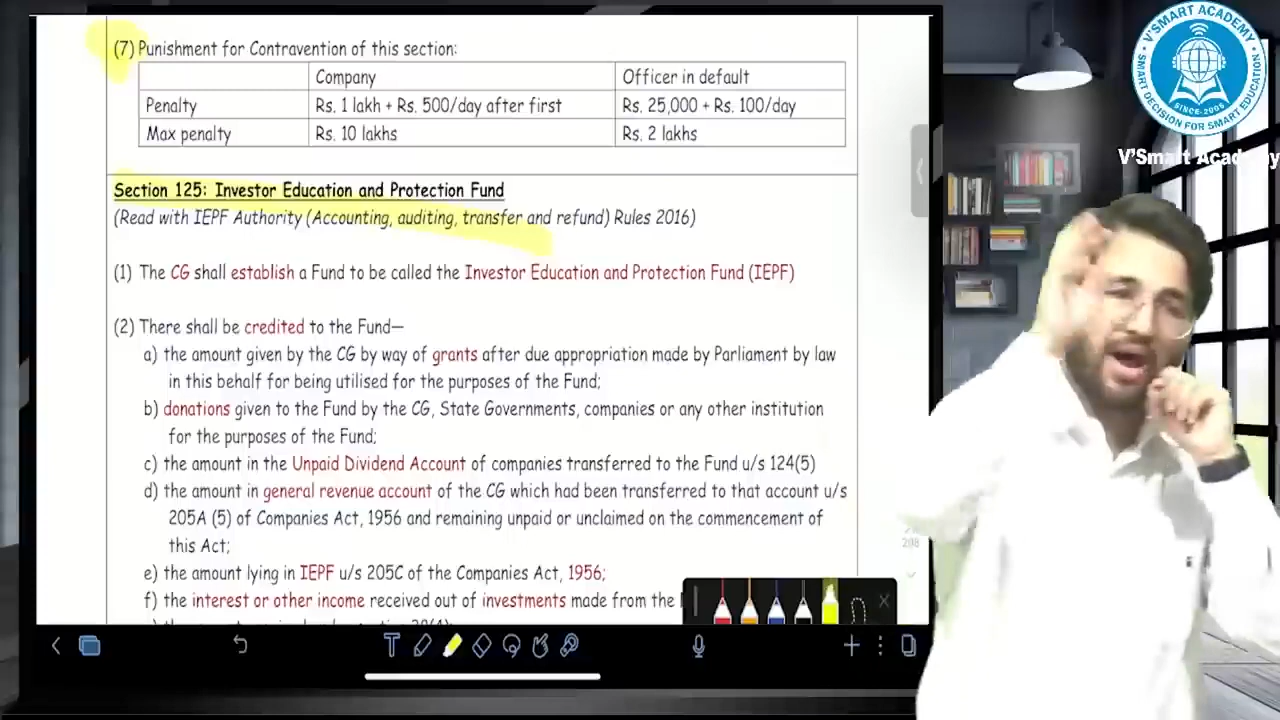 (7) Punishment for Contravention of this section:
Company Officer in default
Penalty Rs. 1 lakh + Rs. 500/day after first Rs. 25,000 + Rs. 100/day
Max penalty Rs. 10 lakhs Rs. 2 lakhs
Section 125: Investor Education and Protection Fund
(Read with IEPF Authority (Accounting, auditing, transfer and refund) Rules 2016)
(1) The CG shall establish a Fund to be called the Investor Education and Protection Fund (IEPF)
(2) There shall be credited to the Fund—
a) the amount given by the CG by way of grants after due appropriation made by Parliament by law
in this behalf for being utilised for the purposes of the Fund;
b) donations given to the Fund by the CG, State Governments, companies or any other institution
for the purposes of the Fund;
c) the amount in the Unpaid Dividend Account of companies transferred to the Fund u/s 124(5)
d) the amount in general revenue account of the CG which had been transferred to that account u/s
205A (5) of Companies Act, 1956 and remaining unpaid or unclaimed on the commencement of
this Act;
e) the amount lying in IEPF u/s 205C of the Companies Act, 1956;
f) the interest or other income received out of investments made from the
208
V'SMART ACADEMY
SINCE-2005
SMART DECISION FOR SMART EDUCATION
V'Smart Academy